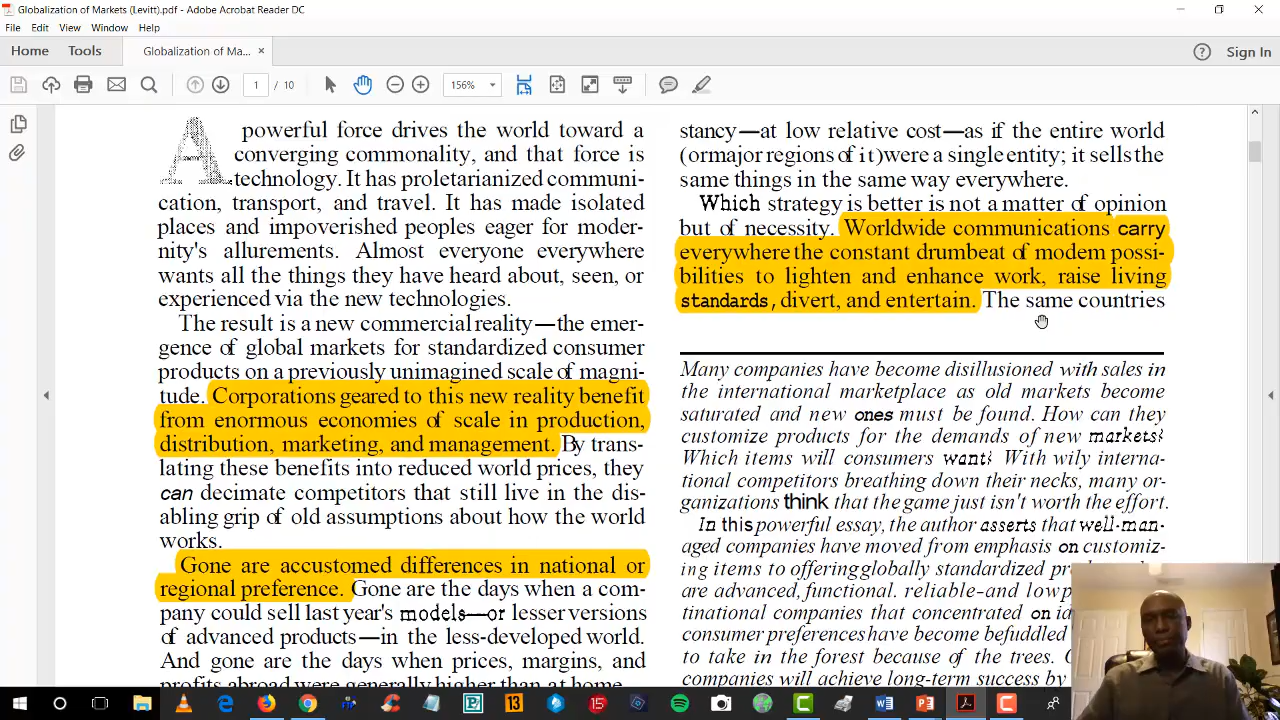 Globalization of Markets (Levitt).pdf - Adobe Acrobat Reader DC
File Edit View Window Help
Home Tools Globalization of Ma... × Sign In
1 / 10 156%
A powerful force drives the world toward a
converging commonality, and that force is
technology. It has proletarianized communi-
cation, transport, and travel. It has made isolated
places and impoverished peoples eager for moder-
nity's allurements. Almost everyone everywhere
wants all the things they have heard about, seen, or
experienced via the new technologies.
The result is a new commercial reality—the emer-
gence of global markets for standardized consumer
products on a previously unimagined scale of magni-
tude. Corporations geared to this new reality benefit
from enormous economies of scale in production,
distribution, marketing, and management. By trans-
lating these benefits into reduced world prices, they
can decimate competitors that still live in the dis-
abling grip of old assumptions about how the world
works.
Gone are accustomed differences in national or
regional preference. Gone are the days when a com-
pany could sell last year's models—or lesser versions
of advanced products—in the less-developed world.
And gone are the days when prices, margins, and
profits abroad were generally higher than at home.
stancy—at low relative cost—as if the entire world
(ormajor regions of it) were a single entity; it sells the
same things in the same way everywhere.
Which strategy is better is not a matter of opinion
but of necessity. Worldwide communications carry
everywhere the constant drumbeat of modem possi-
bilities to lighten and enhance work, raise living
standards, divert, and entertain. The same countries
Many companies have become disillusioned with sales in
the international marketplace as old markets become
saturated and new ones must be found. How can they
customize products for the demands of new markets?
Which items will consumers want? With wily interna-
tional competitors breathing down their necks, many or-
ganizations think that the game just isn't worth the effort.
In this powerful essay, the author asserts that well-man-
aged companies have moved from emphasis on customiz-
ing items to offering globally standardized
are advanced, functional. reliable-and
tinational companies that concentrated on
consumer preferences have become befuddled
to take in the forest because of the trees.
companies will achieve long-term success by
13
15